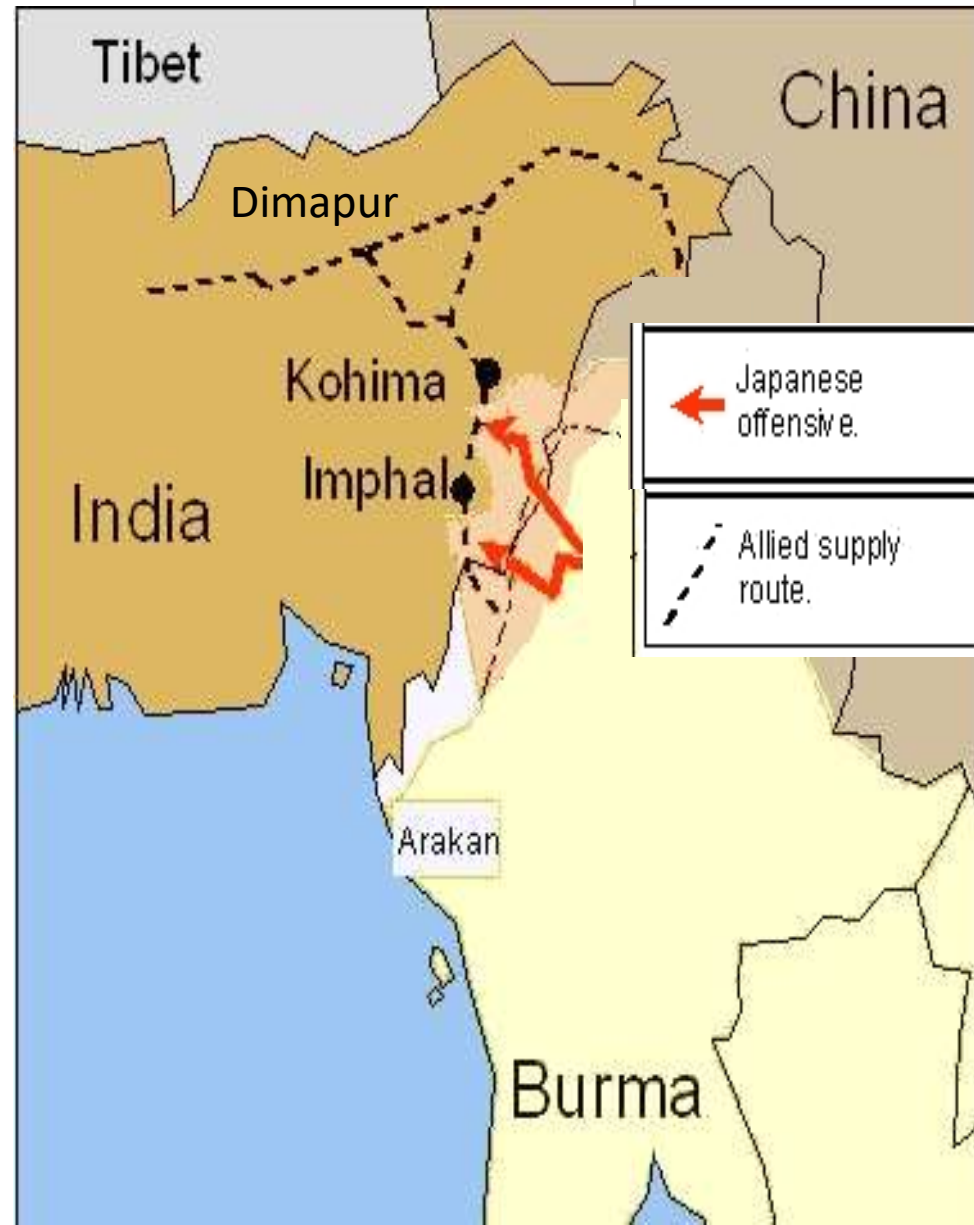 Tibet
China
Dimapur
Kohima
Japanese
offensive.
Imphal
India
Allied supply
route.
Arakan
Burma